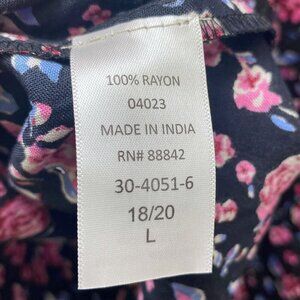 100% RAYON
04023
MADE IN INDIA
RN# 88842
30-4051-6
18/20
L